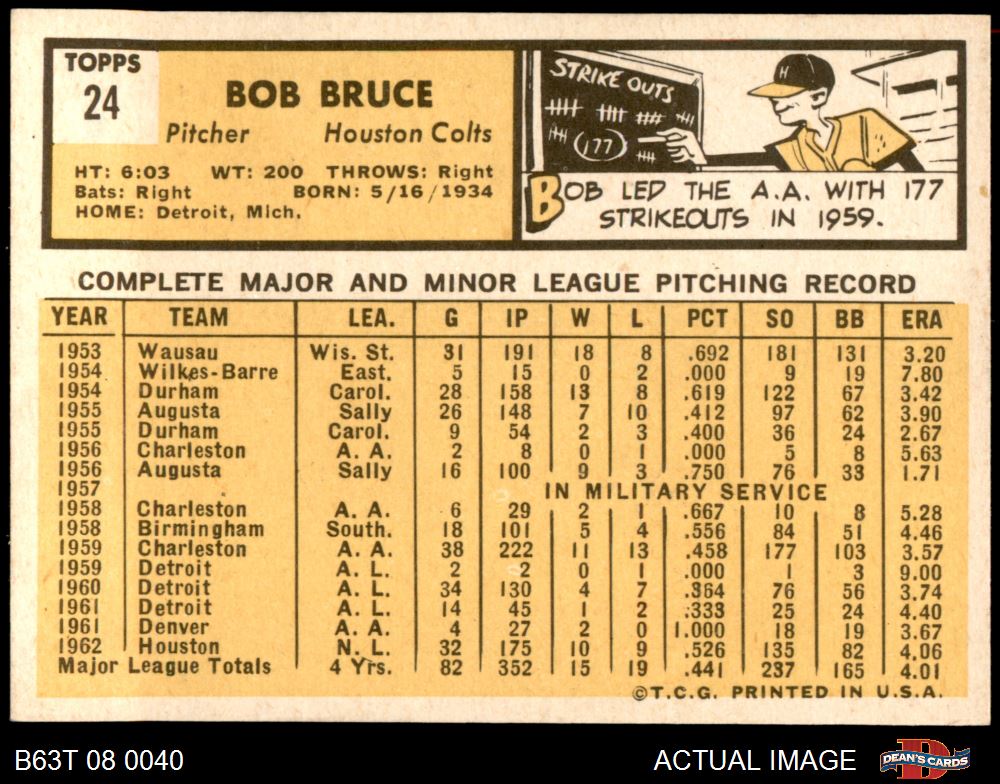 TOPPS
24
BOB BRUCE
Pitcher Houston Colts
HT: 6:03 WT: 200 THROWS: Right
Bats: Right BORN: 5/16/1934
HOME: Detroit, Mich.
STRIKE OUTS
177
H
BOB LED THE A.A. WITH 177
STRIKEOUTS IN 1959.
COMPLETE MAJOR AND MINOR LEAGUE PITCHING RECORD
YEAR TEAM LEA. G IP W L PCT SO BB ERA
1953 Wausau Wis. St. 31 191 18 8 .692 181 131 3.20
1954 Wilkes-Barre East. 5 15 0 2 .000 9 19 7.80
1954 Durham Carol. 28 158 13 8 .619 122 67 3.42
1955 Augusta Sally 26 148 7 10 .412 97 62 3.90
1955 Durham Carol. 9 54 2 3 .400 36 24 2.67
1956 Charleston A. A. 2 8 0 1 .000 5 8 5.63
1956 Augusta Sally 16 100 9 3 .750 76 33 1.71
1957 IN MILITARY SERVICE
1958 Charleston A. A. 6 29 2 1 .667 10 8 5.28
1958 Birmingham South. 18 101 5 4 .556 84 51 4.46
1959 Charleston A. A. 38 222 11 13 .458 177 103 3.57
1959 Detroit A. L. 2 2 0 1 .000 1 3 9.00
1960 Detroit A. L. 34 130 4 7 .364 76 56 3.74
1961 Detroit A. L. 14 45 1 2 .333 25 24 4.40
1961 Denver A. A. 4 27 2 0 1.000 18 19 3.67
1962 Houston N. L. 32 175 10 9 .526 135 82 4.06
Major League Totals 4 Yrs. 82 352 15 19 .441 237 165 4.01
©T.C.G. PRINTED IN U.S.A.
B63T 08 0040 ACTUAL IMAGE DEAN'S CARDS